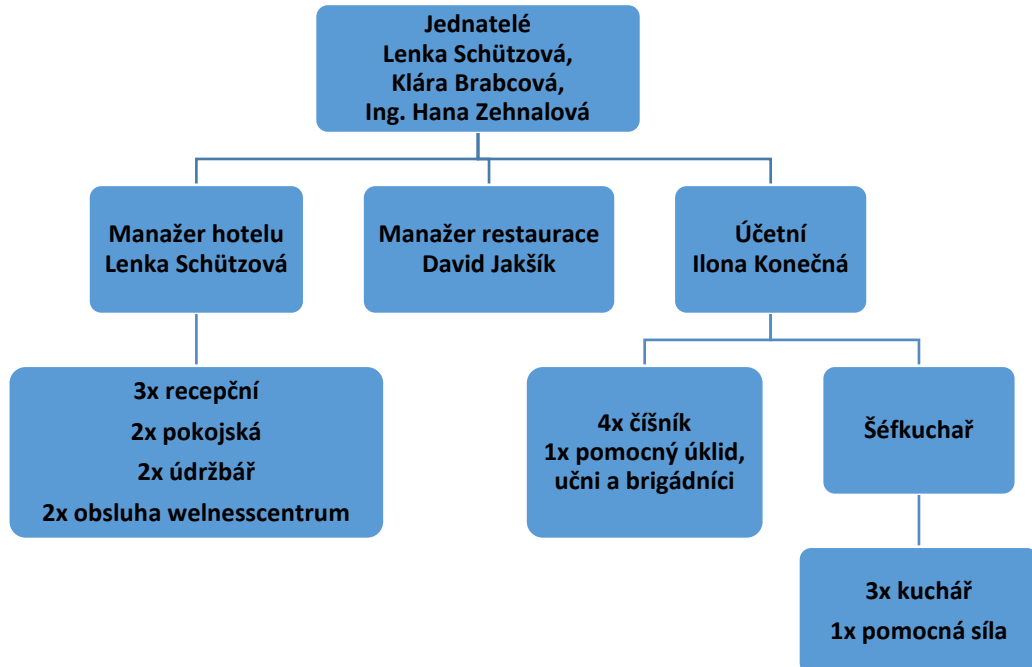 Jednatelé
Lenka Schützová,
Klára Brabcová,
Ing. Hana Zehnalová
Manažer hotelu
Lenka Schützová
Manažer restaurace
David Jakšík
Účetní
Ilona Konečná
3x recepční
2x pokojská
2x údržbář
2x obsluha welnesscentrum
4x číšník
1x pomocný úklid,
učni a brigádníci
Šéfkuchař
3x kuchář
1x pomocná síla